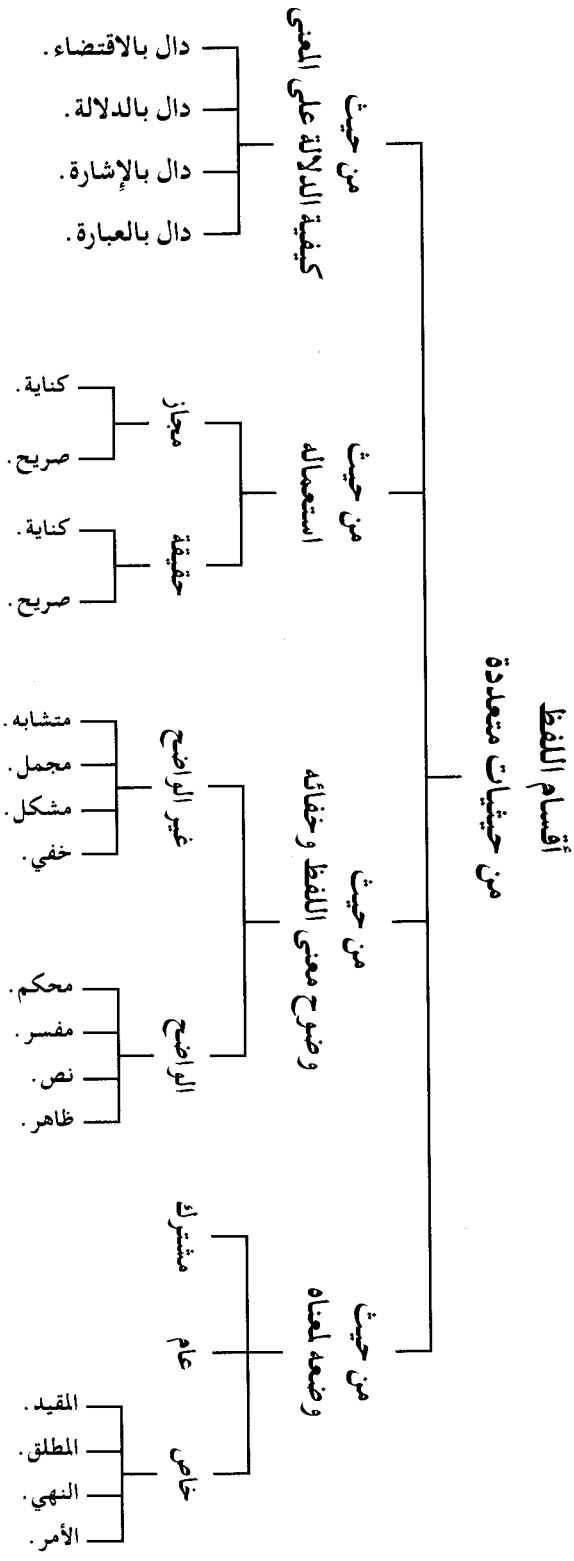 أقسام اللفظ
من حيثيات متعددة
من حيث
وضعه لمعناه
خاص
الأمر.
النهي.
المطلق.
المقيد.
عام
مشترك
من حيث
وضوح معنى اللفظ وخفائه
الواضح
ظاهر.
نص.
مفسر.
محكم.
غير الواضح
خفي.
مشكل.
مجمل.
متشابه.
من حيث
استعماله
حقيقة
صريح.
كناية.
مجاز
صريح.
كناية.
من حيث
كيفية الدلالة على المعنى
دال بالعبارة.
دال بالإشارة.
دال بالدلالة.
دال بالاقتضاء.